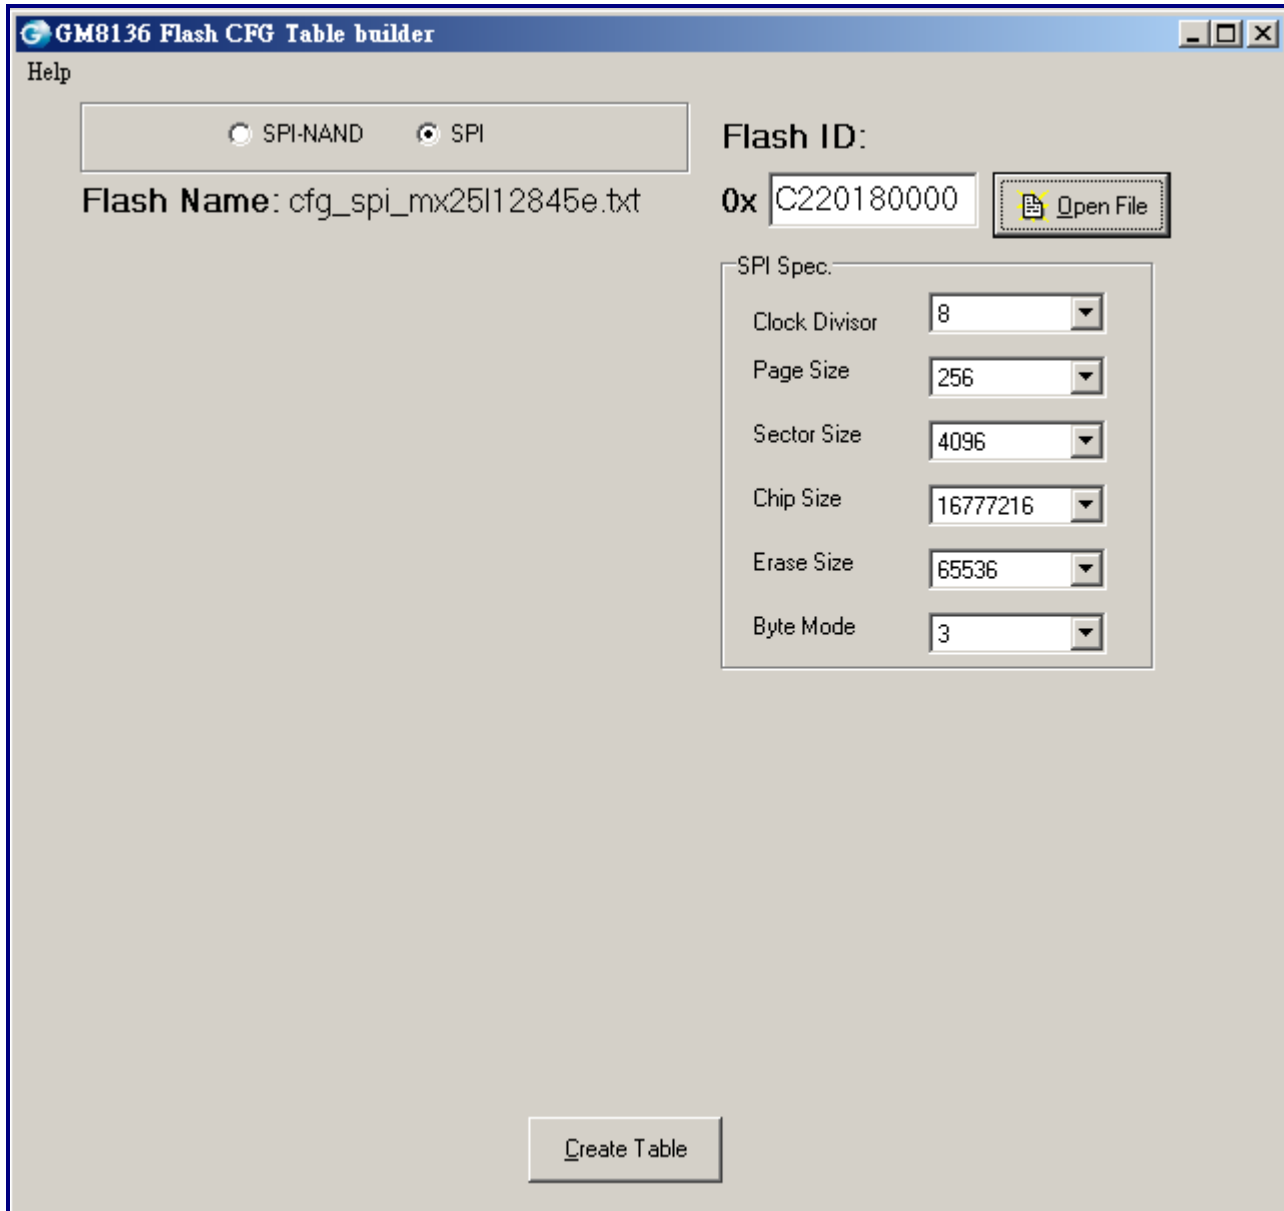 GM8136 Flash CFG Table builder
Help
SPI-NAND SPI
Flash Name: cfg_spi_mx25l12845e.txt
Flash ID:
0x C220180000 Open File
SPI Spec.
Clock Divisor 8
Page Size 256
Sector Size 4096
Chip Size 16777216
Erase Size 65536
Byte Mode 3
Create Table